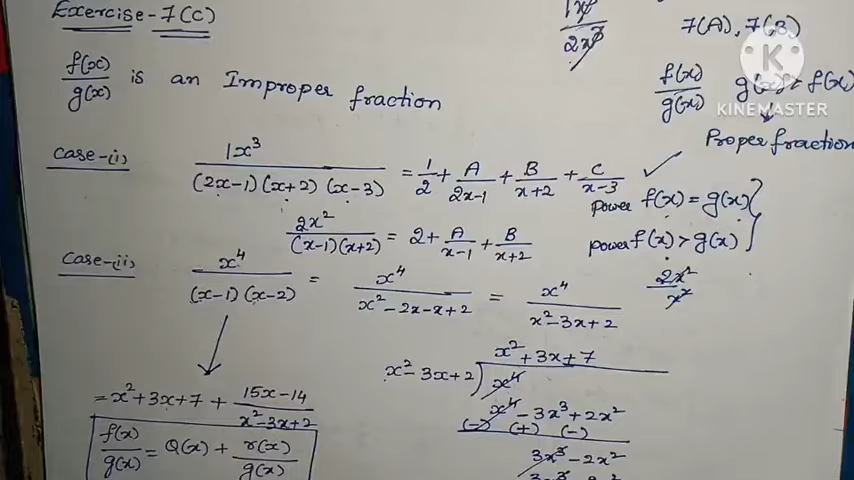 Exercise-7(C)
1x³/2x³
7(A), 7(B)
f(x)/g(x) is an Improper fraction
f(x)/g(x) g(x) > f(x)
KINEMASTER
Proper fraction
Case-(i) 1x³/((2x-1)(x+2)(x-3)) = 1/2 + A/(2x-1) + B/(x+2) + C/(x-3) ✓
power f(x) = g(x)
2x²/((x-1)(x+2)) = 2 + A/(x-1) + B/(x+2)
power f(x) > g(x)
Case-(ii) x⁴/((x-1)(x-2)) = x⁴/(x²-2x-x+2) = x⁴/(x²-3x+2)
2x²/x²
x²+3x+7
x²-3x+2) x⁴
= x²+3x+7 + (15x-14)/(x²-3x+2)
x⁴-3x³+2x²
(-) (+) (-)
f(x)/g(x) = Q(x) + r(x)/g(x)
3x³-2x²